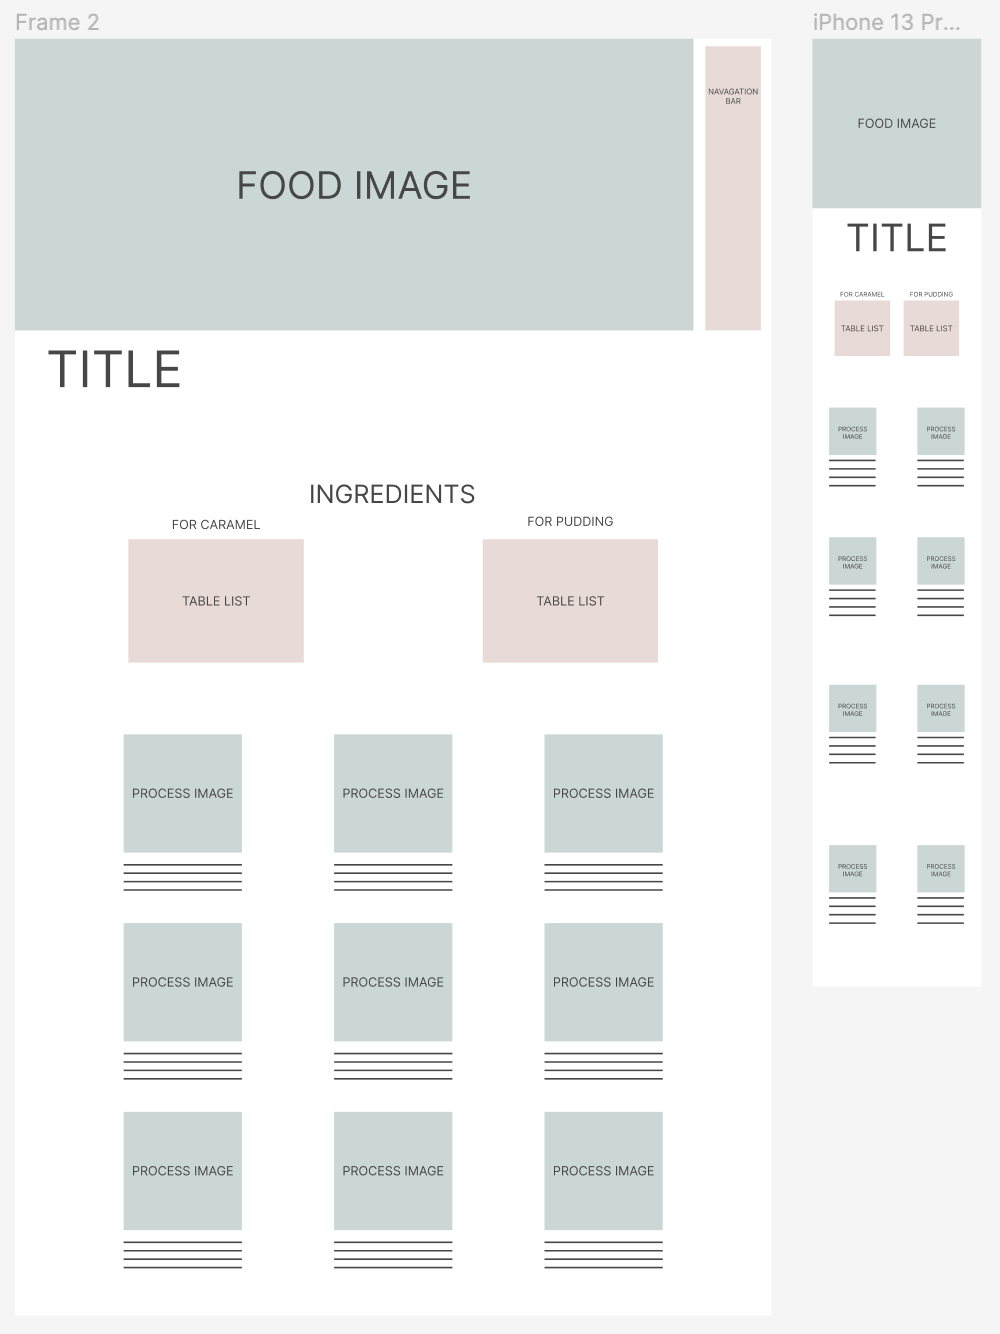 Frame 2
FOOD IMAGE
NAVAGATION
BAR
TITLE
INGREDIENTS
FOR CARAMEL
FOR PUDDING
TABLE LIST
TABLE LIST
PROCESS IMAGE
PROCESS IMAGE
PROCESS IMAGE
PROCESS IMAGE
PROCESS IMAGE
PROCESS IMAGE
PROCESS IMAGE
PROCESS IMAGE
PROCESS IMAGE
iPhone 13 Pr...
FOOD IMAGE
TITLE
FOR CARAMEL
FOR PUDDING
TABLE LIST
TABLE LIST
PROCESS
IMAGE
PROCESS
IMAGE
PROCESS
IMAGE
PROCESS
IMAGE
PROCESS
IMAGE
PROCESS
IMAGE
PROCESS
IMAGE
PROCESS
IMAGE